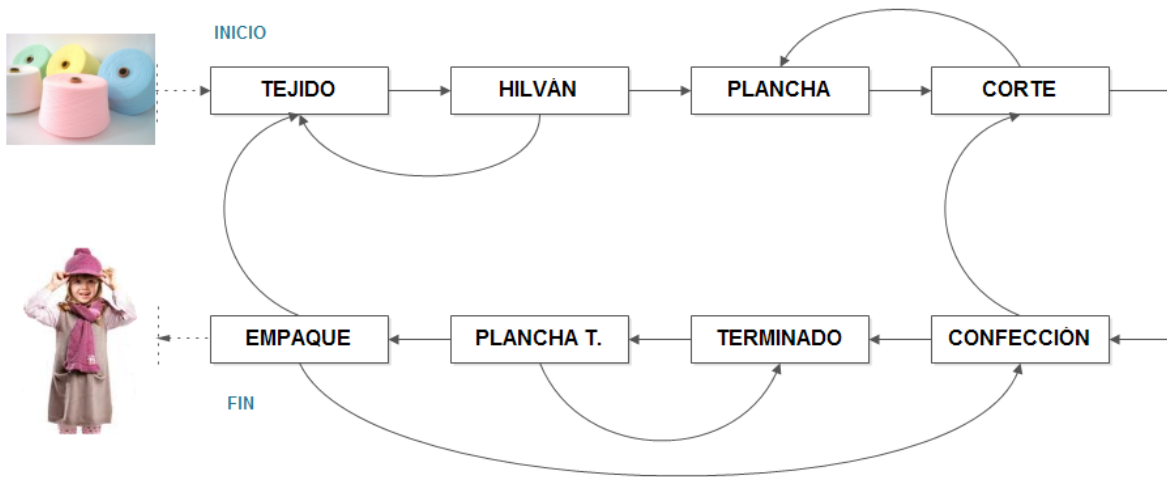 INICIO
TEJIDO
HILVÁN
PLANCHA
CORTE
EMPAQUE
PLANCHA T.
TERMINADO
CONFECCIÓN
FIN